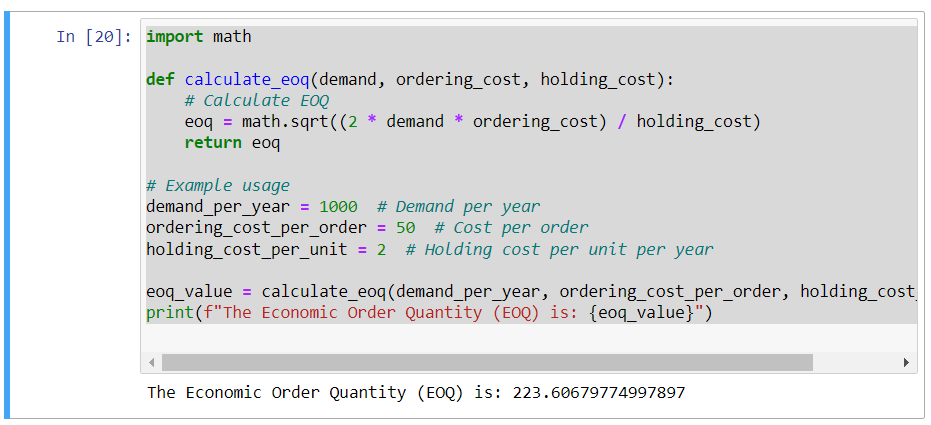 In [20]: import math
def calculate_eoq(demand, ordering_cost, holding_cost):
    # Calculate EOQ
    eoq = math.sqrt((2 * demand * ordering_cost) / holding_cost)
    return eoq
# Example usage
demand_per_year = 1000  # Demand per year
ordering_cost_per_order = 50  # Cost per order
holding_cost_per_unit = 2  # Holding cost per unit per year
eoq_value = calculate_eoq(demand_per_year, ordering_cost_per_order, holding_cost_
print(f"The Economic Order Quantity (EOQ) is: {eoq_value}")
The Economic Order Quantity (EOQ) is: 223.60679774997897